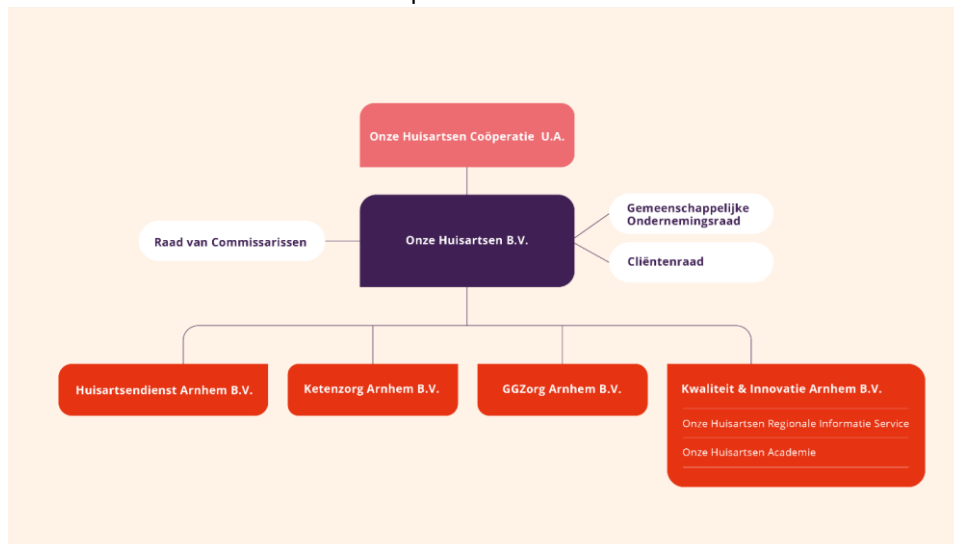 Onze Huisartsen Coöperatie U.A.
Raad van Commissarissen
Onze Huisartsen B.V.
Gemeenschappelijke
Ondernemingsraad
Cliëntenraad
Huisartsendienst Arnhem B.V.
Ketenzorg Arnhem B.V.
GGZorg Arnhem B.V.
Kwaliteit & Innovatie Arnhem B.V.
Onze Huisartsen Regionale Informatie Service
Onze Huisartsen Academie